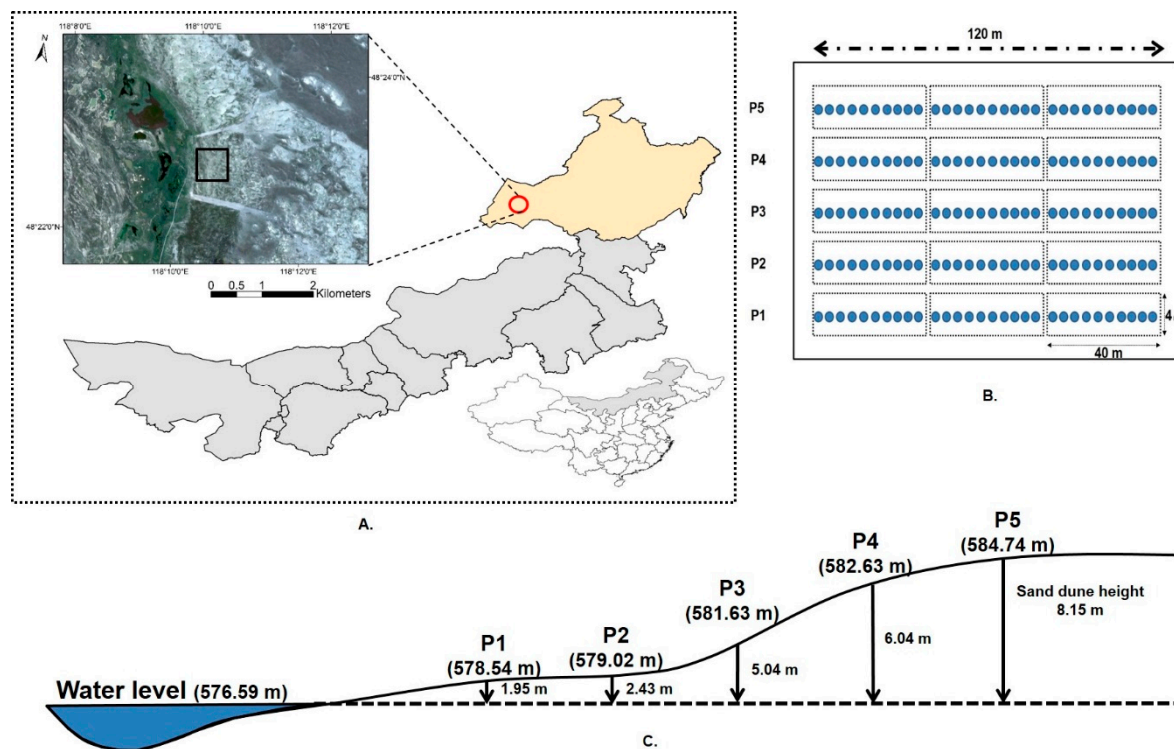 118°8'0"E
118°10'0"E
118°12'0"E
N
48°24'0"N
48°22'0"N
118°10'0"E
118°12'0"E
0 0.5 1 2
Kilometers
A.
120 m
P5
P4
P3
P2
P1
4
40 m
B.
P5
(584.74 m)
P4
(582.63 m)
Sand dune height
8.15 m
P3
(581.63 m)
6.04 m
P1
(578.54 m)
P2
(579.02 m)
5.04 m
Water level (576.59 m)
1.95 m
2.43 m
C.